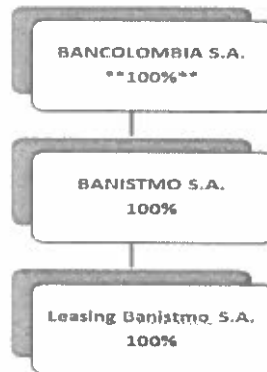 BANCOLOMBIA S.A.
**100%**
BANISTMO S.A.
100%
Leasing Banistmo S.A.
100%